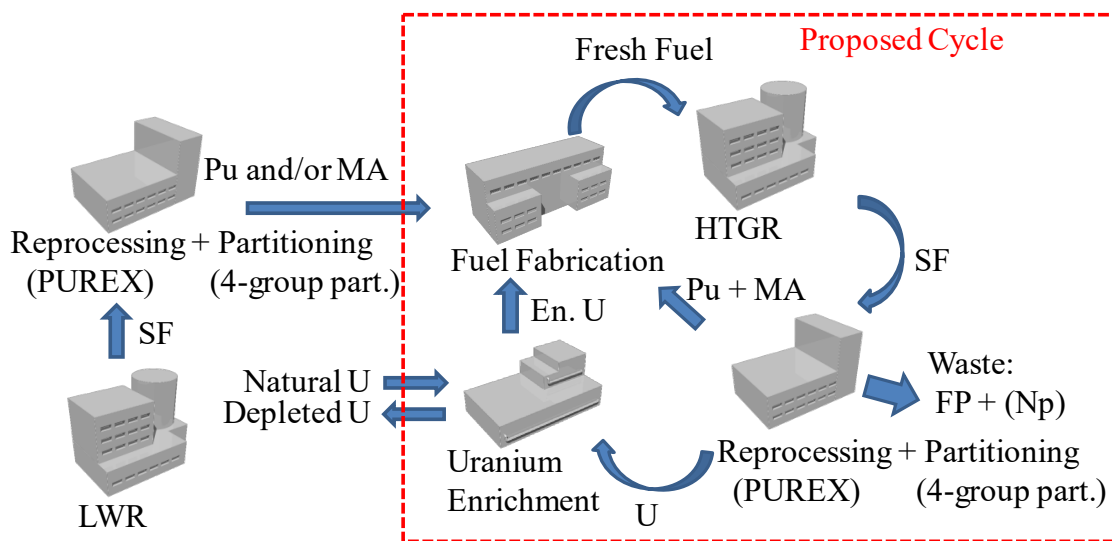 Proposed Cycle
Fresh Fuel
Pu and/or MA
HTGR
Reprocessing + Partitioning
(PUREX) (4-group part.)
Fuel Fabrication
SF
Pu + MA
En. U
SF
Natural U
Depleted U
Waste:
FP + (Np)
Uranium
Enrichment
Reprocessing + Partitioning
(PUREX) (4-group part.)
U
LWR